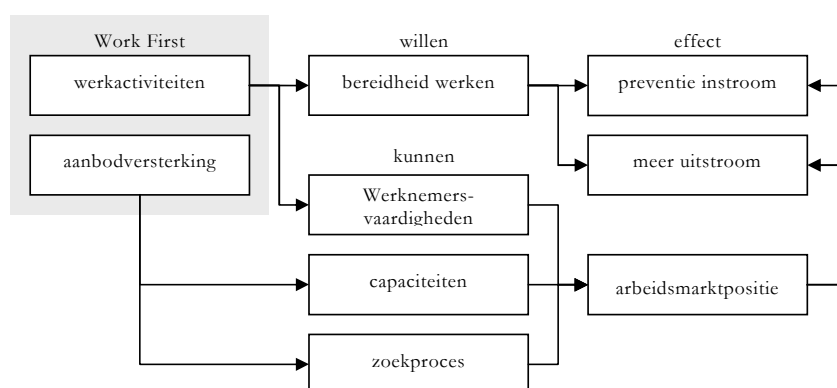 Work First
willen
effect
werkactiviteiten
bereidheid werken
preventie instroom
aanbodversterking
kunnen
meer uitstroom
Werknemers-
vaardigheden
capaciteiten
arbeidsmarktpositie
zoekproces